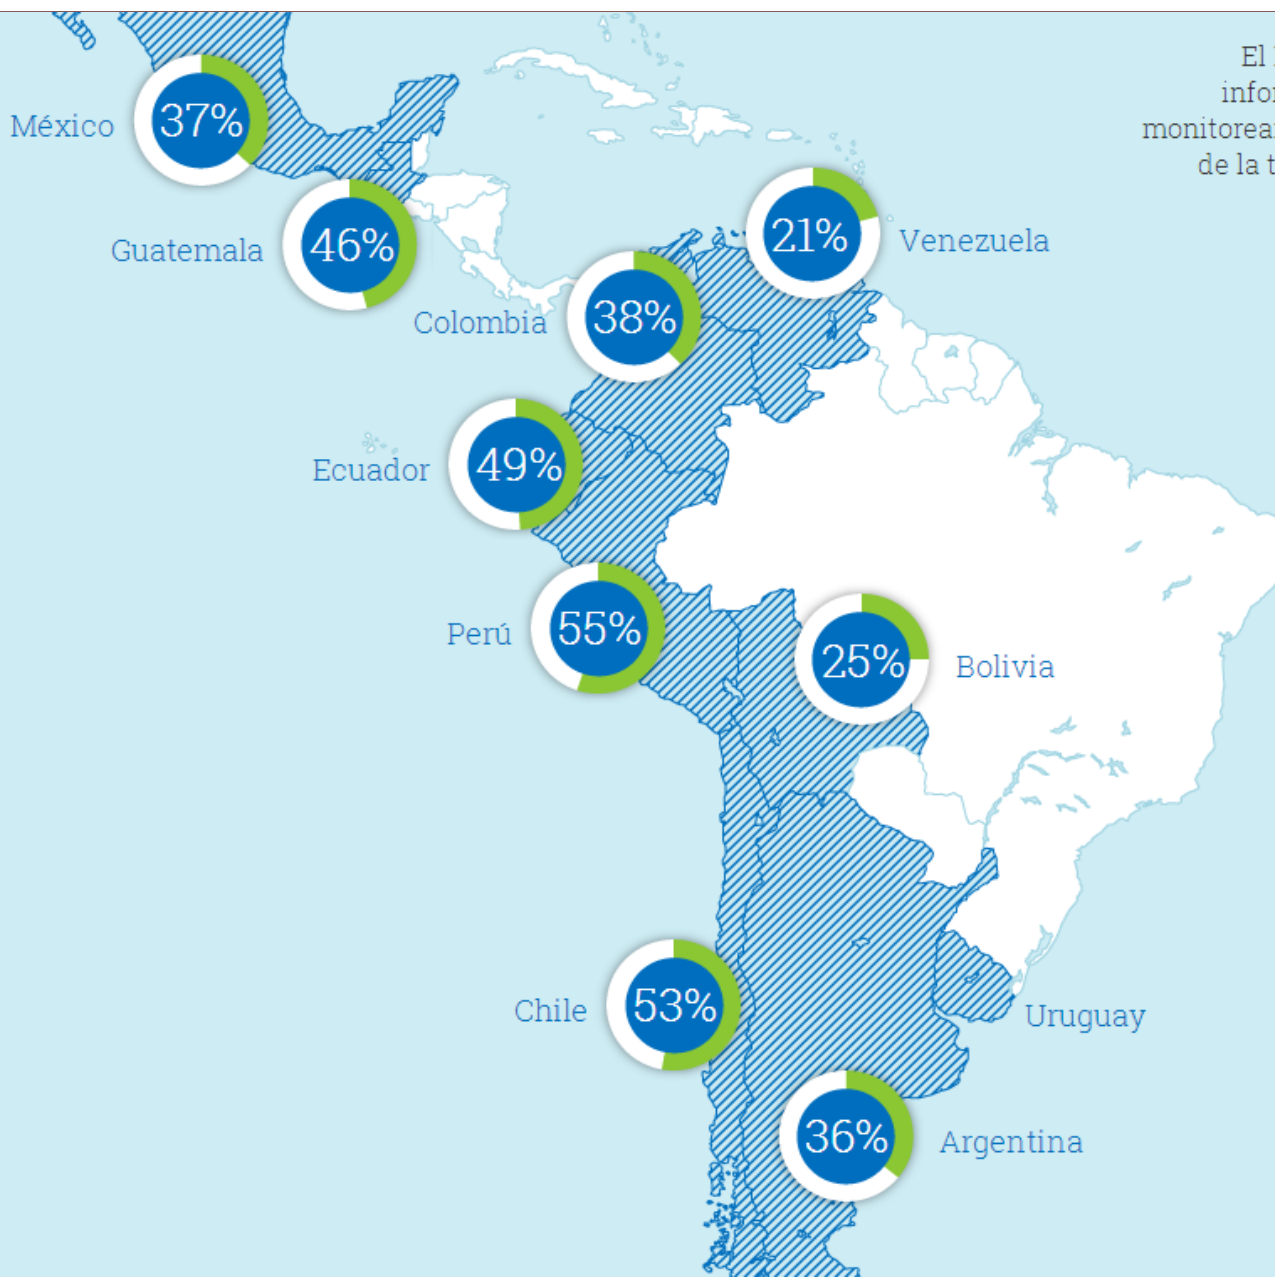 El
monitorea
de la
México
37%
Guatemala
46%
21%
Venezuela
Colombia
38%
Ecuador
49%
Perú
55%
25%
Bolivia
Chile
53%
Uruguay
36%
Argentina